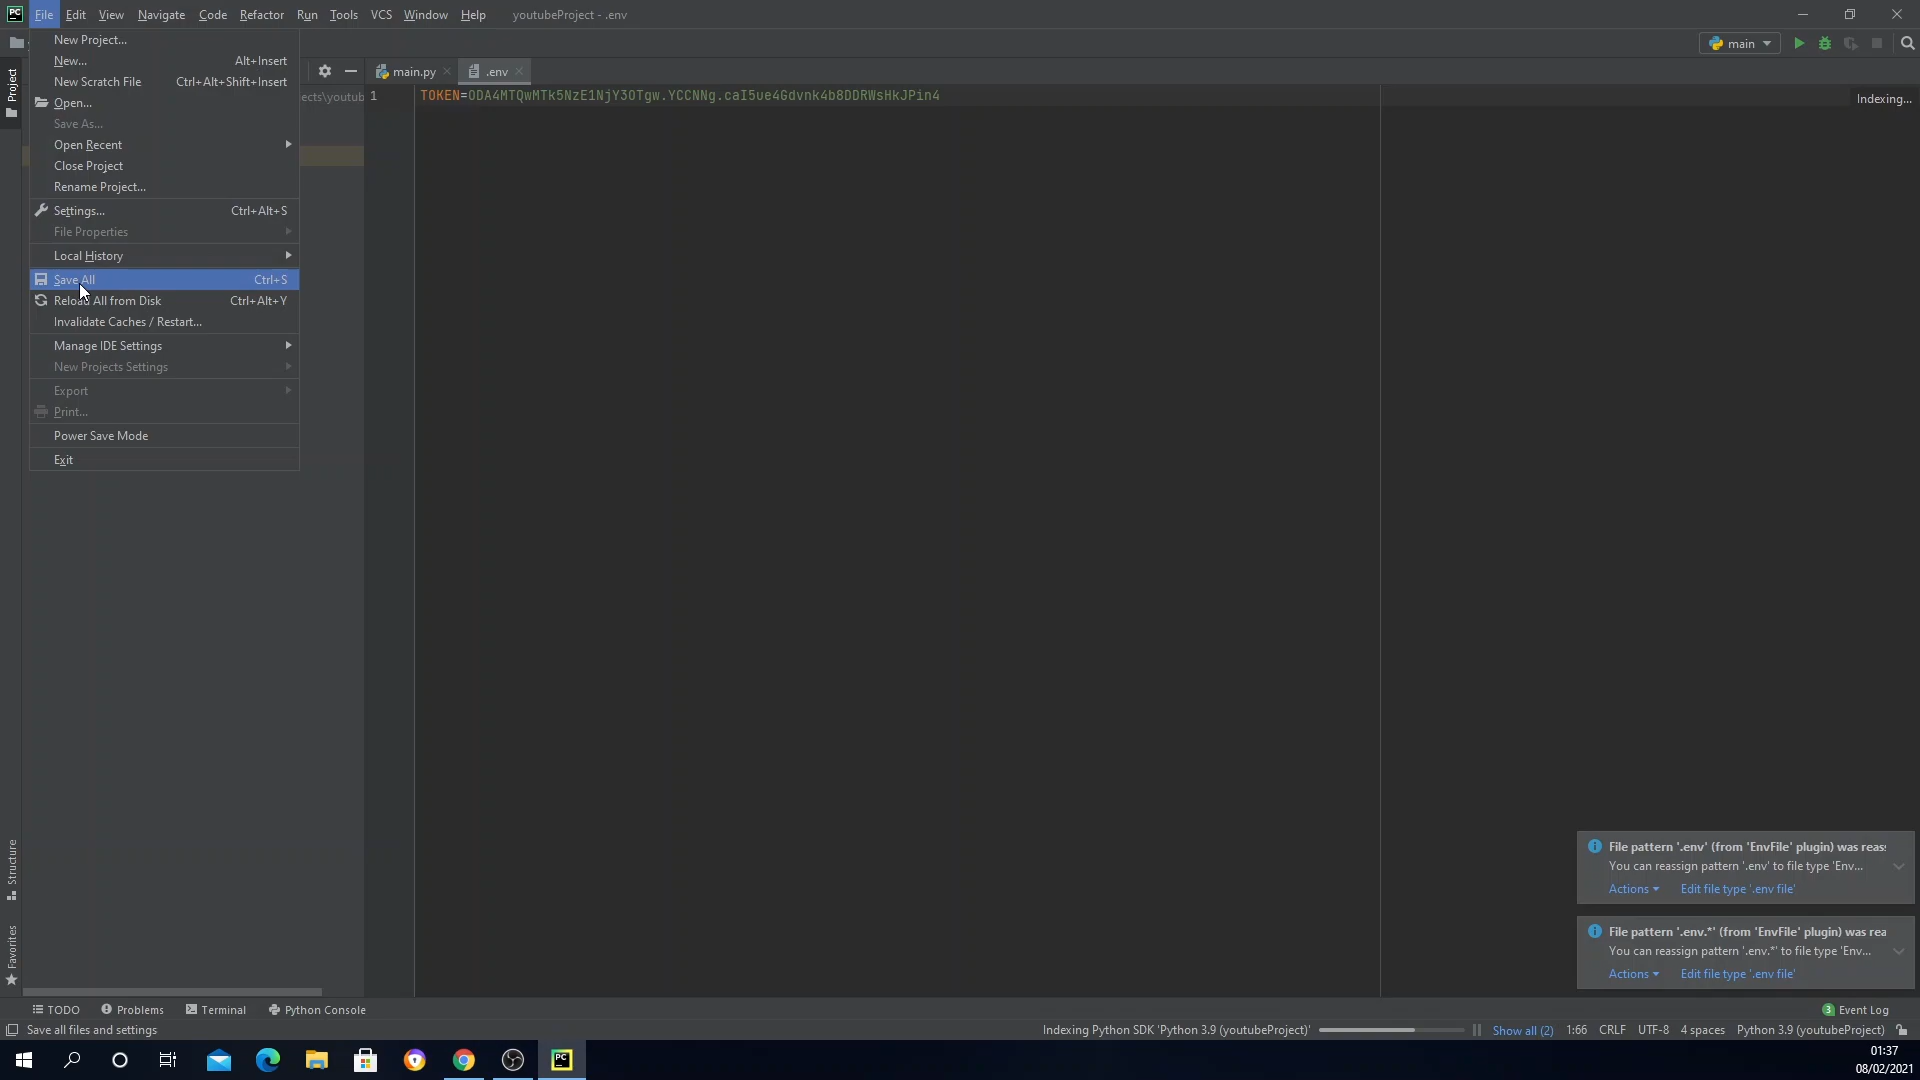 PC File Edit View Navigate Code Refactor Run Tools VCS Window Help youtubeProject - .env
main
Project
main.py .env
ects\youtub 1 TOKEN=ODA4MTQwMTk5NzE1NjY3OTgw.YCCNNg.caI5ue4Gdvnk4b8DDRWsHkJPin4
Indexing...
New Project...
New... Alt+Insert
New Scratch File Ctrl+Alt+Shift+Insert
Open...
Save As...
Open Recent
Close Project
Rename Project...
Settings... Ctrl+Alt+S
File Properties
Local History
Save All Ctrl+S
Reload All from Disk Ctrl+Alt+Y
Invalidate Caches / Restart...
Manage IDE Settings
New Projects Settings
Export
Print...
Power Save Mode
Exit
Structure
Favorites
File pattern '.env' (from 'EnvFile' plugin) was reas
You can reassign pattern '.env' to file type 'Env...
Actions Edit file type '.env file'
File pattern '.env.*' (from 'EnvFile' plugin) was rea
You can reassign pattern '.env.*' to file type 'Env...
Actions Edit file type '.env file'
TODO Problems Terminal Python Console 3 Event Log
Save all files and settings Indexing Python SDK 'Python 3.9 (youtubeProject)' Show all (2) 1:66 CRLF UTF-8 4 spaces Python 3.9 (youtubeProject)
PC
01:37
08/02/2021